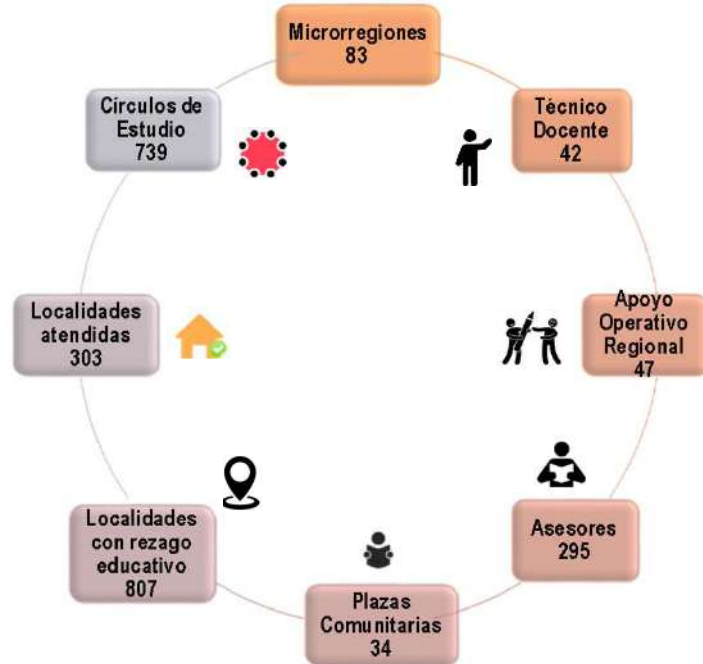 Microrregiones
83
Técnico
Docente
42
Apoyo
Operativo
Regional
47
Asesores
295
Plazas
Comunitarias
34
Localidades
con rezago
educativo
807
Localidades
atendidas
303
Círculos de
Estudio
739